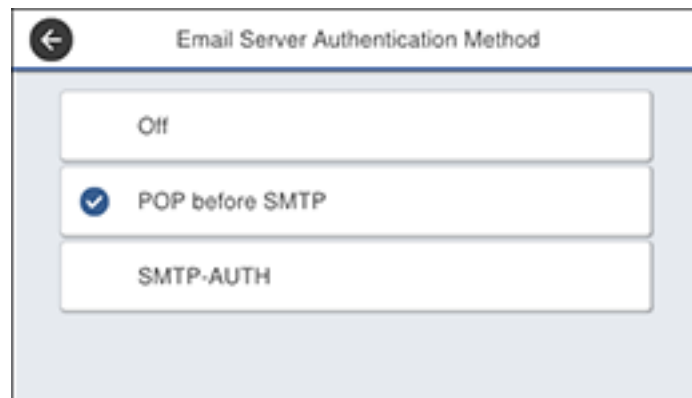 Email Server Authentication Method
Off
POP before SMTP
SMTP-AUTH